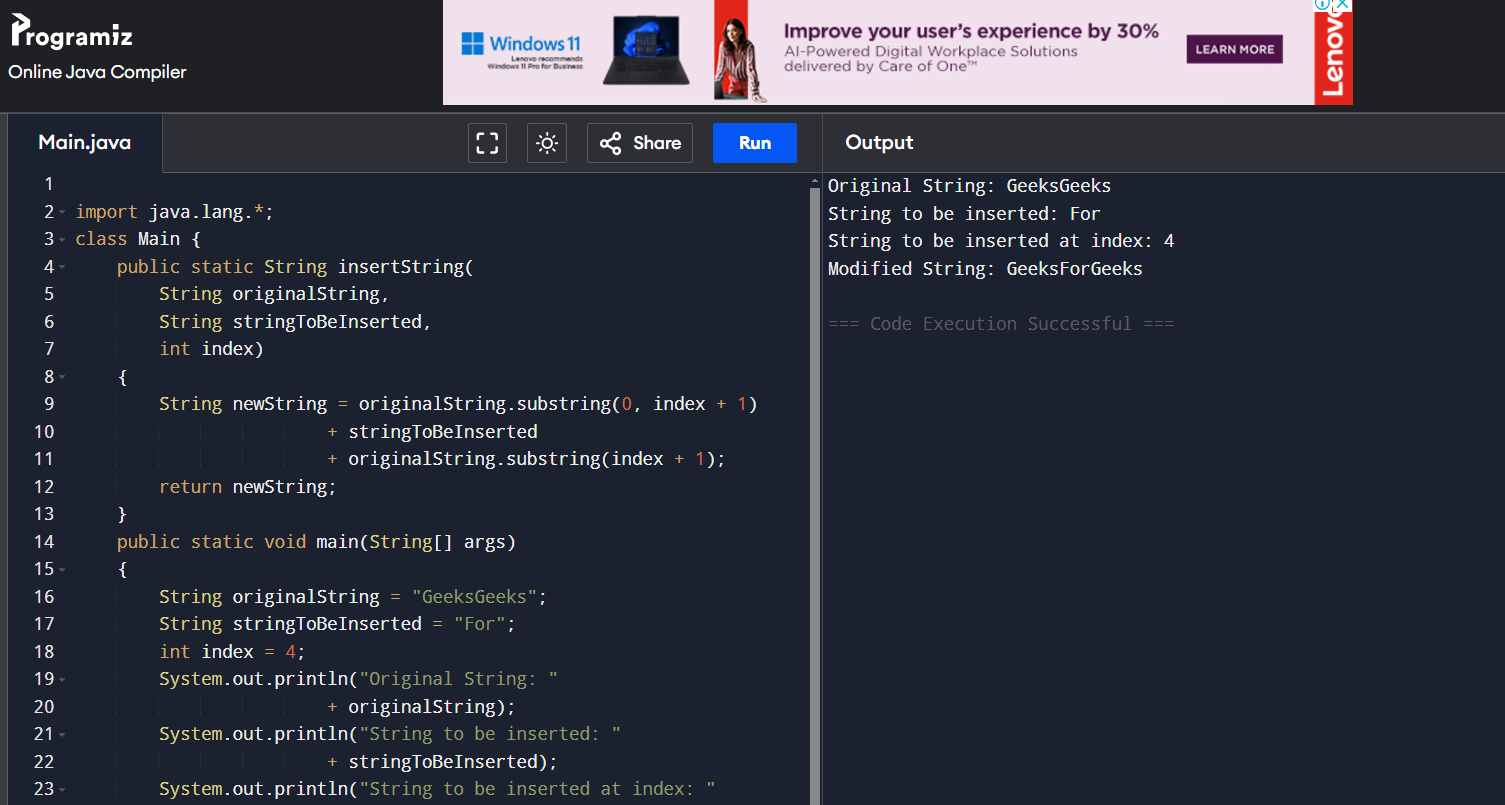 Programiz
Online Java Compiler
Windows 11
Lenovo recommends
Windows 11 Pro for Business
Improve your user's experience by 30%
AI-Powered Digital Workplace Solutions
delivered by Care of One™
LEARN MORE
Lenovo
Main.java
Share
Run
Output
1
2 import java.lang.*;
3 class Main {
4     public static String insertString(
5         String originalString,
6         String stringToBeInserted,
7         int index)
8     {
9         String newString = originalString.substring(0, index + 1)
10                         + stringToBeInserted
11                         + originalString.substring(index + 1);
12         return newString;
13     }
14     public static void main(String[] args)
15     {
16         String originalString = "GeeksGeeks";
17         String stringToBeInserted = "For";
18         int index = 4;
19         System.out.println("Original String: "
20                         + originalString);
21         System.out.println("String to be inserted: "
22                         + stringToBeInserted);
23         System.out.println("String to be inserted at index: "
Original String: GeeksGeeks
String to be inserted: For
String to be inserted at index: 4
Modified String: GeeksForGeeks
=== Code Execution Successful ===